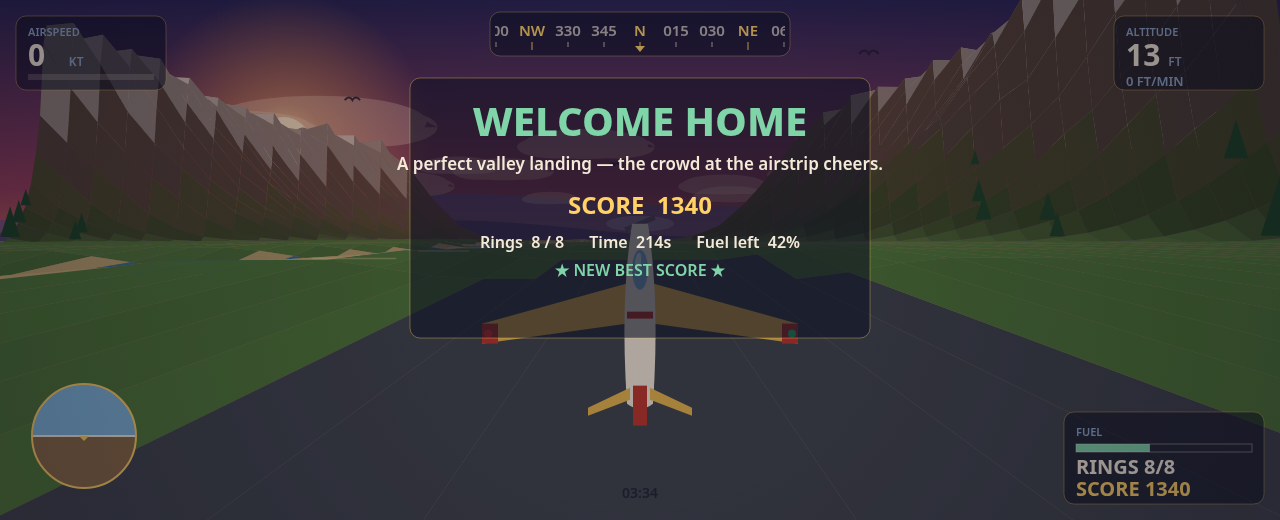 AIRSPEED
0 KT
NW 330 345 N 015 030 NE
ALTITUDE
13 FT
0 FT/MIN
WELCOME HOME
A perfect valley landing — the crowd at the airstrip cheers.
SCORE 1340
Rings 8 / 8 Time 214s Fuel left 42%
★ NEW BEST SCORE ★
FUEL
RINGS 8/8
SCORE 1340
03:34